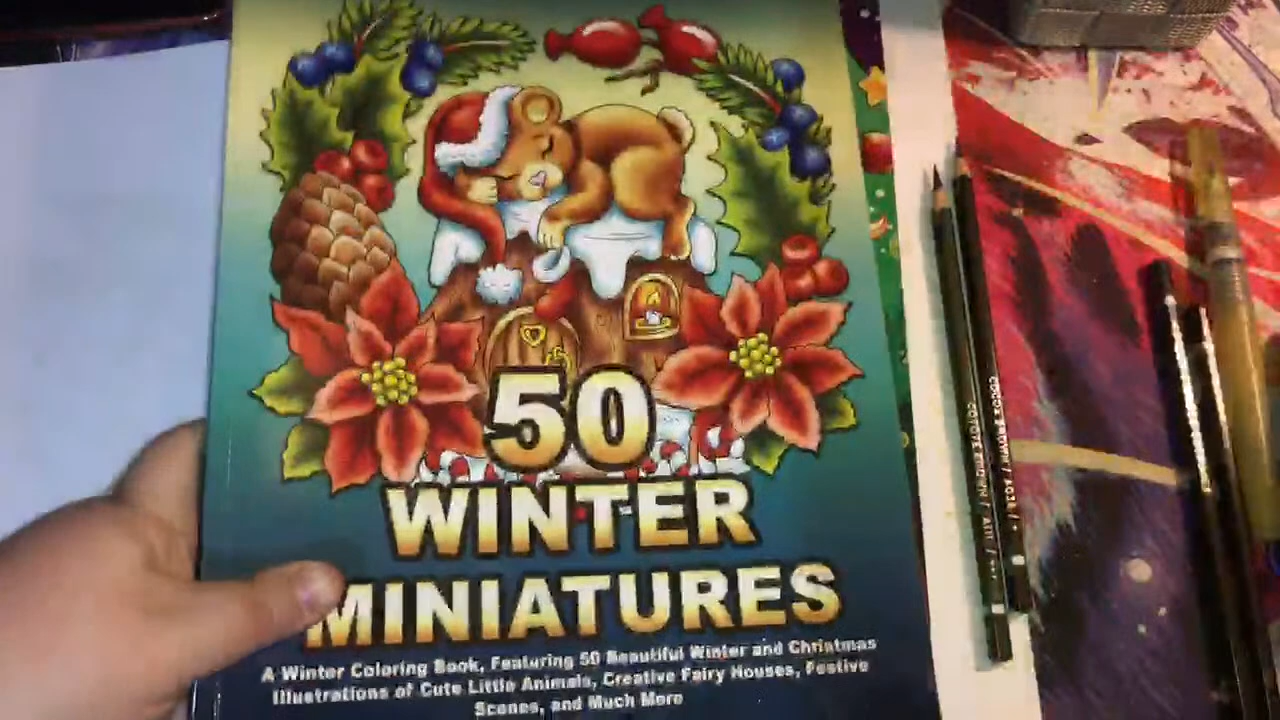 50
WINTER
MINIATURES
A Winter Coloring Book, Featuring 50 Beautiful Winter and Christmas
Illustrations of Cute Little Animals, Creative Fairy Houses, Festive
Scenes, and Much More